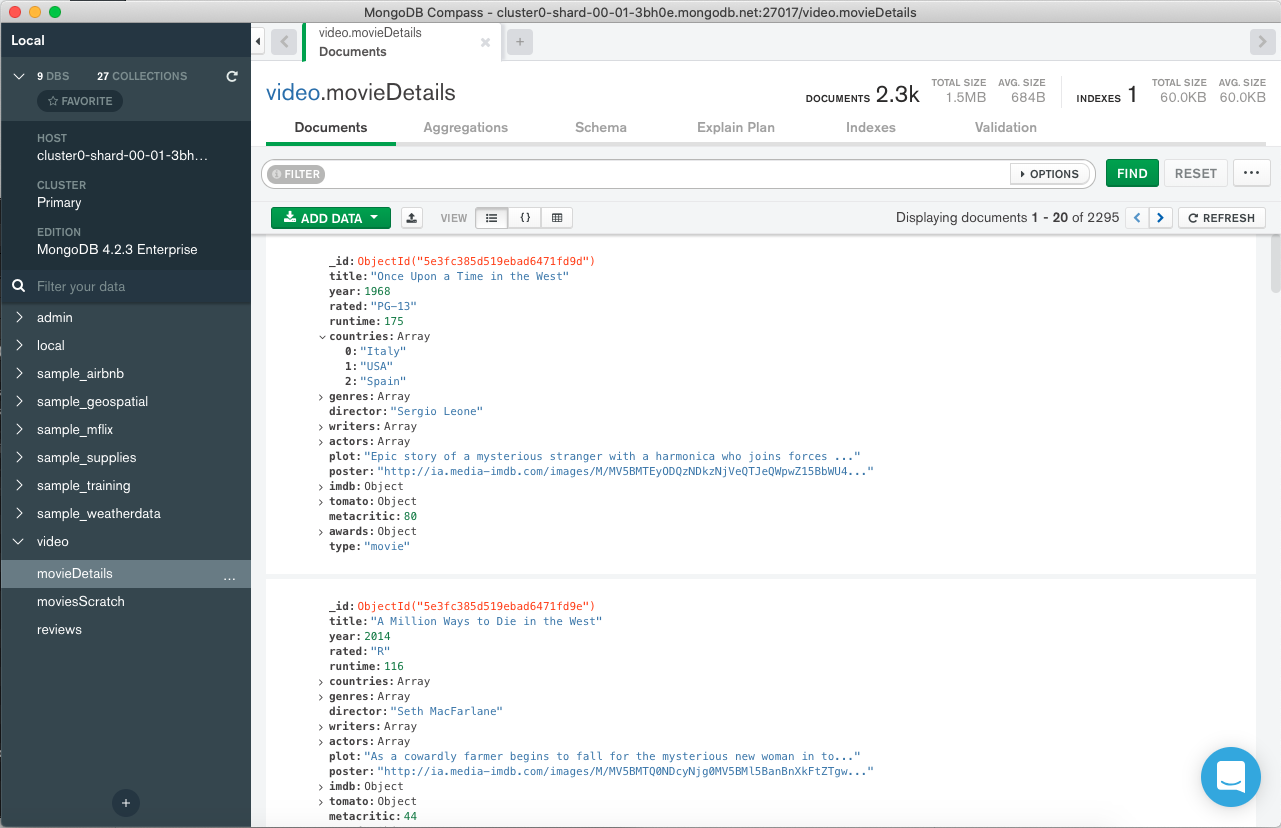 MongoDB Compass - cluster0-shard-00-01-3bh0e.mongodb.net:27017/video.movieDetails
Local
9 DBS 27 COLLECTIONS
FAVORITE
HOST
cluster0-shard-00-01-3bh...
CLUSTER
Primary
EDITION
MongoDB 4.2.3 Enterprise
Filter your data
admin
local
sample_airbnb
sample_geospatial
sample_mflix
sample_supplies
sample_training
sample_weatherdata
video
movieDetails ...
moviesScratch
reviews
video.movieDetails
Documents
video.movieDetails
DOCUMENTS 2.3k TOTAL SIZE 1.5MB AVG. SIZE 684B INDEXES 1 TOTAL SIZE 60.0KB AVG. SIZE 60.0KB
Documents Aggregations Schema Explain Plan Indexes Validation
FILTER OPTIONS FIND RESET ...
ADD DATA VIEW {} Displaying documents 1 - 20 of 2295 < > REFRESH
_id: ObjectId("5e3fc385d519ebad6471fd9d")
title: "Once Upon a Time in the West"
year: 1968
rated: "PG-13"
runtime: 175
countries: Array
0: "Italy"
1: "USA"
2: "Spain"
genres: Array
director: "Sergio Leone"
writers: Array
actors: Array
plot: "Epic story of a mysterious stranger with a harmonica who joins forces ..."
poster: "http://ia.media-imdb.com/images/M/MV5BMTEyODQzNDkzNjVeQTJeQWpwZ15BbWU4..."
imdb: Object
tomato: Object
metacritic: 80
awards: Object
type: "movie"
_id: ObjectId("5e3fc385d519ebad6471fd9e")
title: "A Million Ways to Die in the West"
year: 2014
rated: "R"
runtime: 116
countries: Array
genres: Array
director: "Seth MacFarlane"
writers: Array
actors: Array
plot: "As a cowardly farmer begins to fall for the mysterious new woman in to..."
poster: "http://ia.media-imdb.com/images/M/MV5BMTQ0NDcyNjg0MV5BMl5BanBnXkFtZTgw..."
imdb: Object
tomato: Object
metacritic: 44